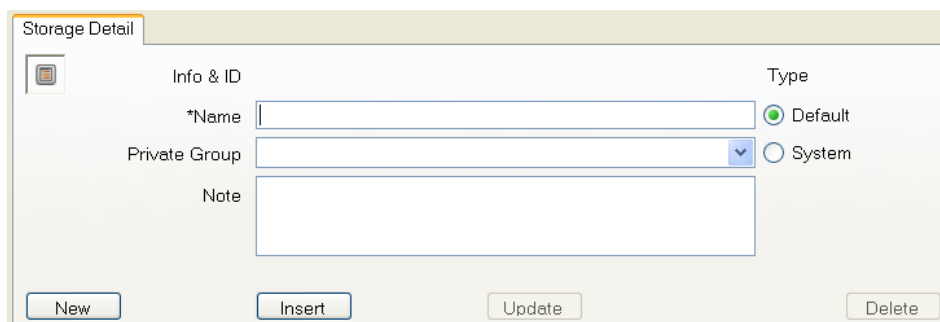 Storage Detail
Info & ID
Type
*Name
Default
Private Group
System
Note
New
Insert
Update
Delete